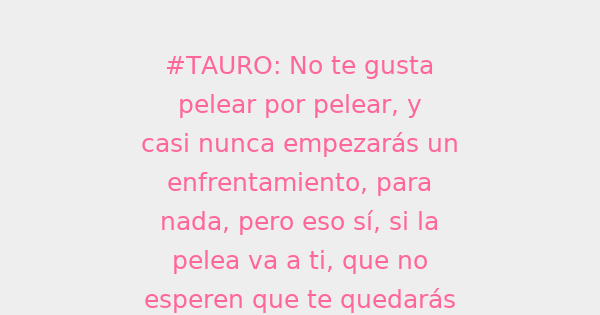 #TAURO: No te gusta
pelear por pelear, y
casi nunca empezarás un
enfrentamiento, para
nada, pero eso sí, si la
pelea va a ti, que no
esperen que te quedarás